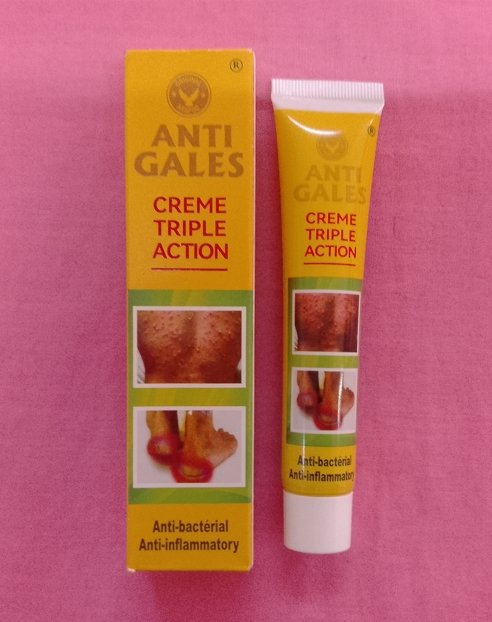 ®
ANTI
GALES
CREME
TRIPLE
ACTION
Anti-bactérial
Anti-inflammatory
®
ANTI
GALES
CREME
TRIPLE
ACTION
Anti-bactérial
Anti-inflammatory